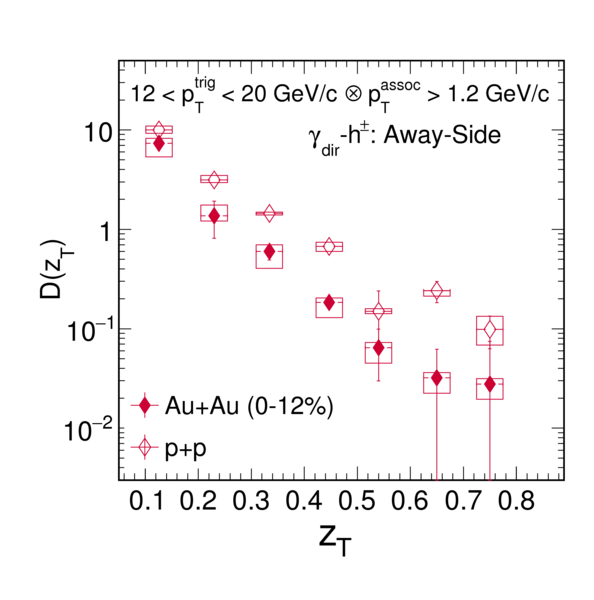 12 < p_T^trig < 20 GeV/c ⊗ p_T^assoc > 1.2 GeV/c
γ_dir-h^±: Away-Side
10
1
10^−1
10^−2
D(z_T)
Au+Au (0-12%)
p+p
0.1 0.2 0.3 0.4 0.5 0.6 0.7 0.8
z_T